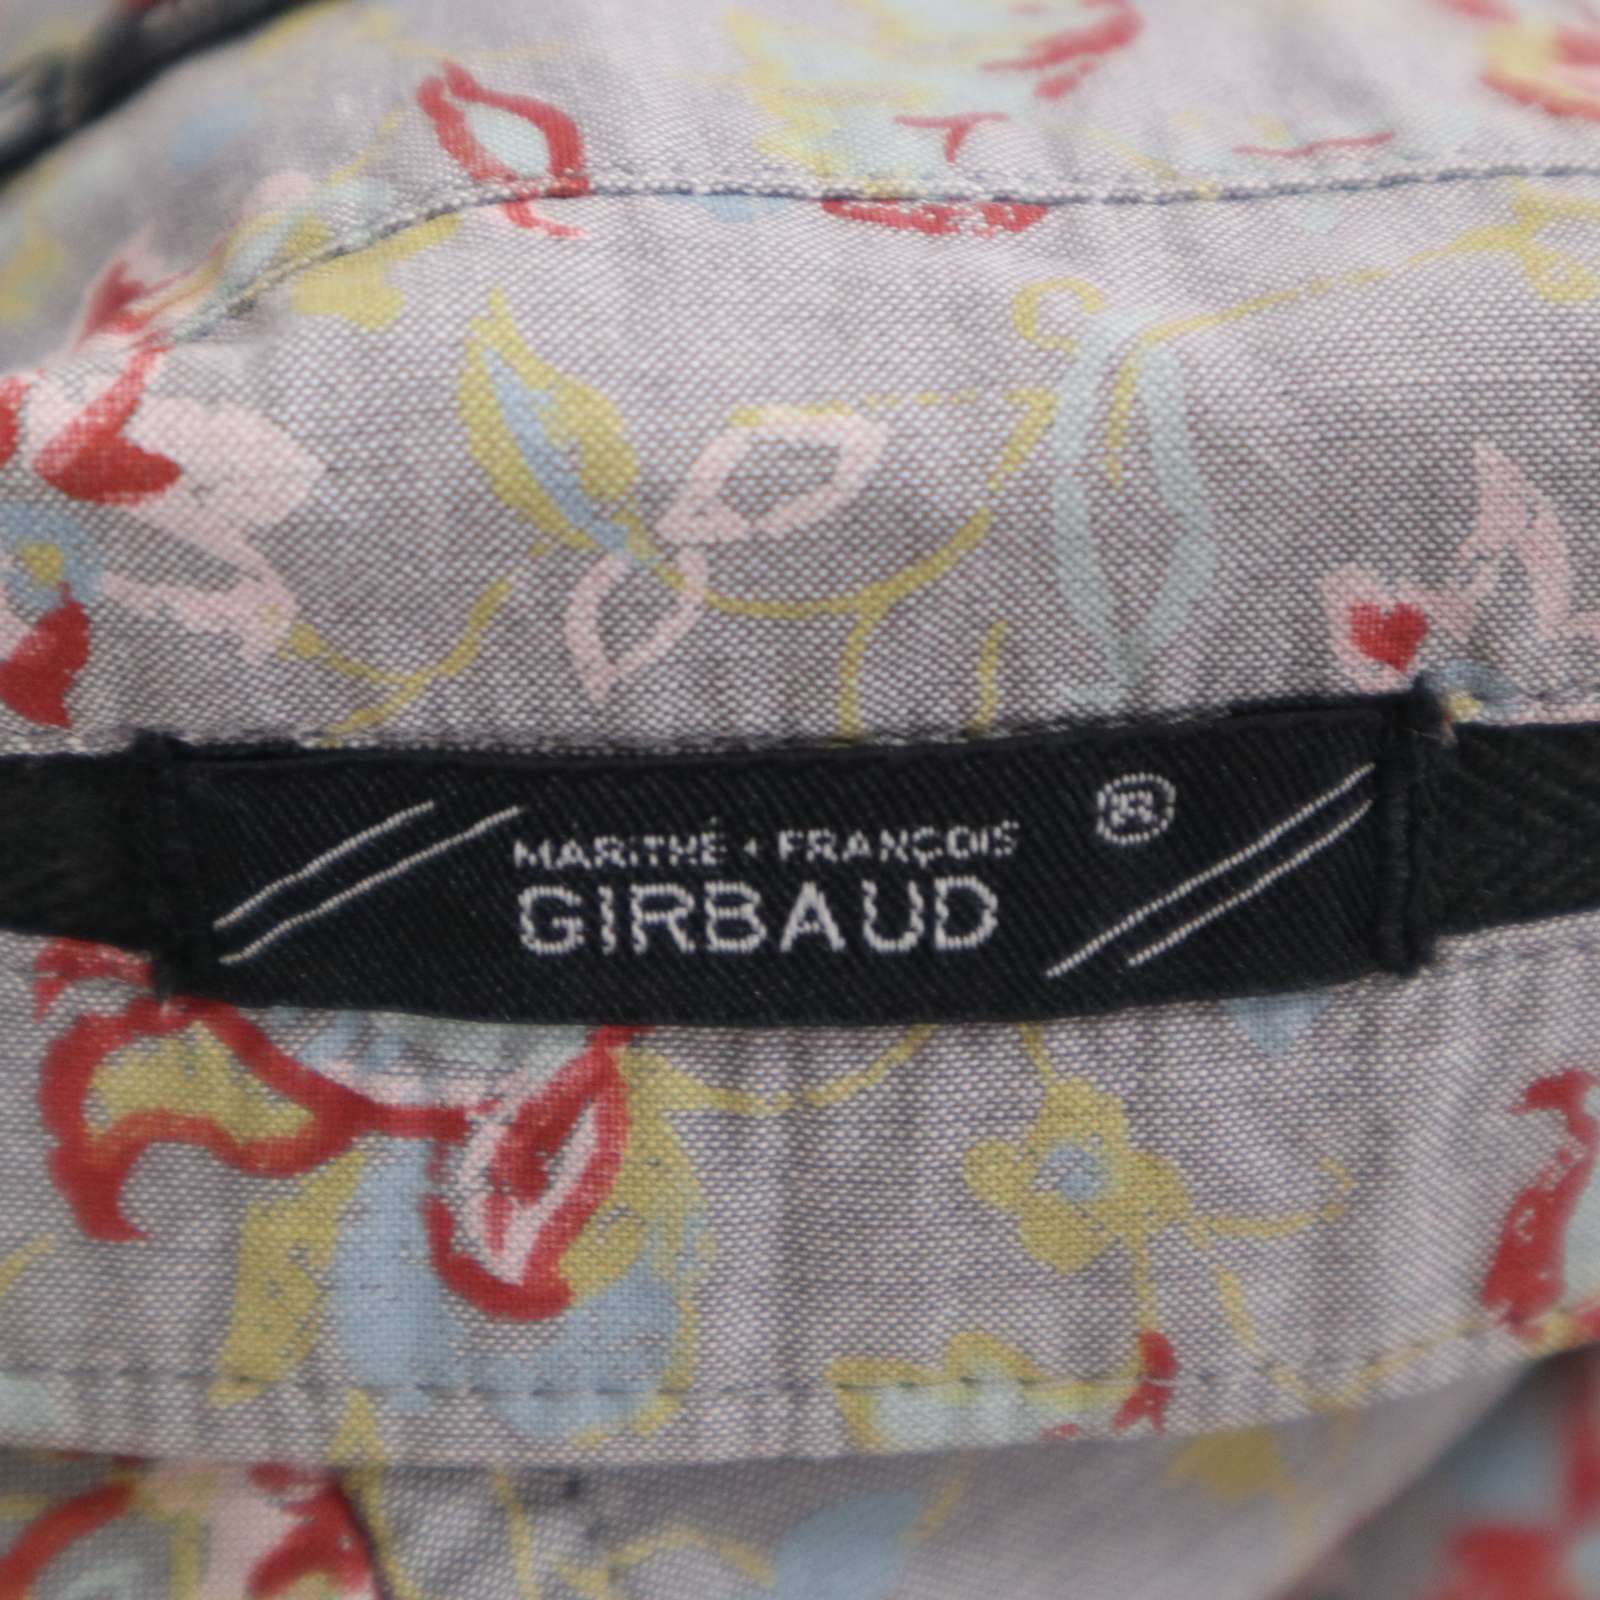 MARITHÉ + FRANÇOIS ®
GIRBAUD